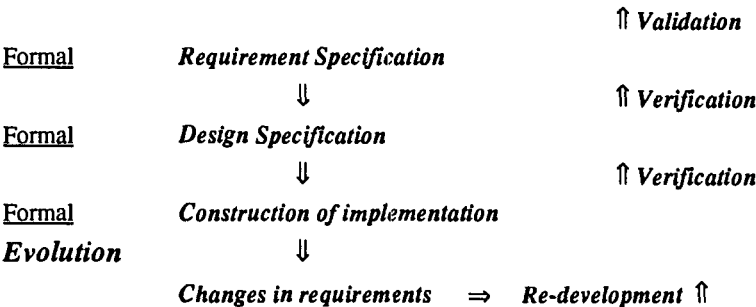 ⇑ Validation
Formal Requirement Specification
⇓ ⇑ Verification
Formal Design Specification
⇓ ⇑ Verification
Formal Construction of implementation
Evolution ⇓
Changes in requirements ⇒ Re-development ⇑